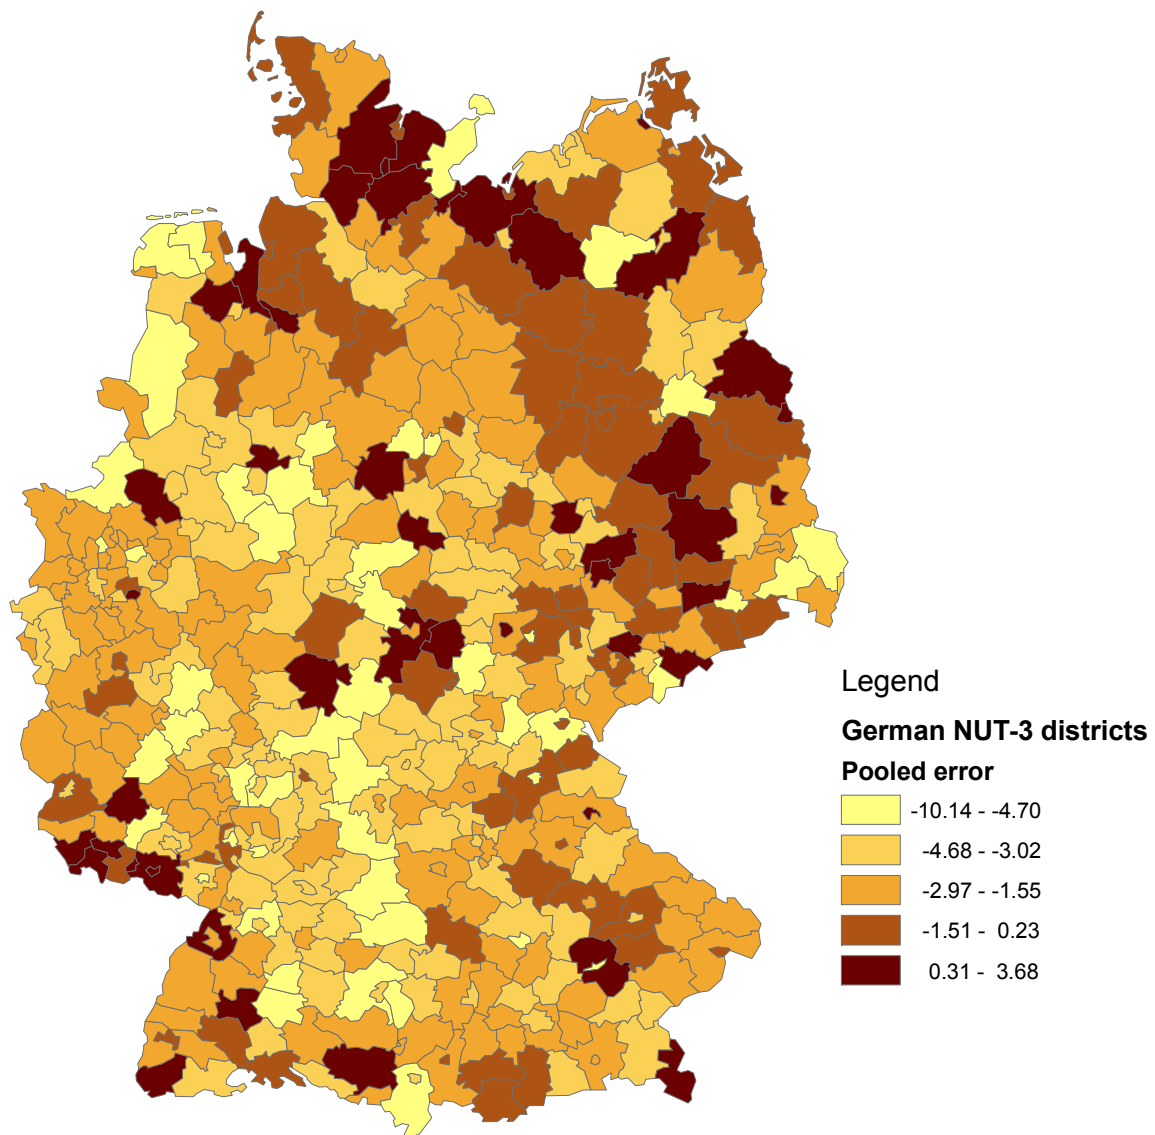 Legend
German NUT-3 districts
Pooled error
-10.14 - -4.70
-4.68 - -3.02
-2.97 - -1.55
-1.51 - 0.23
0.31 - 3.68